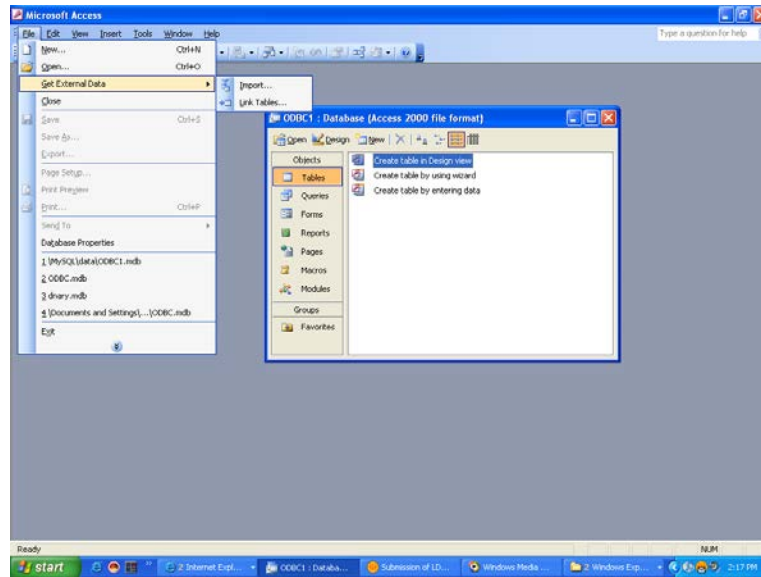 Microsoft Access
File Edit View Insert Tools Window Help
Type a question for help
New... Ctrl+N
Open... Ctrl+O
Get External Data
Import...
Link Tables...
Close
Save Ctrl+S
Save As...
Export...
Page Setup...
Print Preview
Print... Ctrl+P
Send To
Database Properties
1 \MySQL\data\ODBC1.mdb
2 ODBC.mdb
3 dnary.mdb
4 \Documents and Settings\...\ODBC.mdb
Exit
ODBC1 : Database (Access 2000 file format)
Open Design New
Objects
Tables
Queries
Forms
Reports
Pages
Macros
Modules
Groups
Favorites
Create table in Design view
Create table by using wizard
Create table by entering data
Ready
NUM
start
2 Internet Expl...
ODBC1 : Databa...
Submission of LD...
Windows Media ...
2 Windows Exp...
2:17 PM